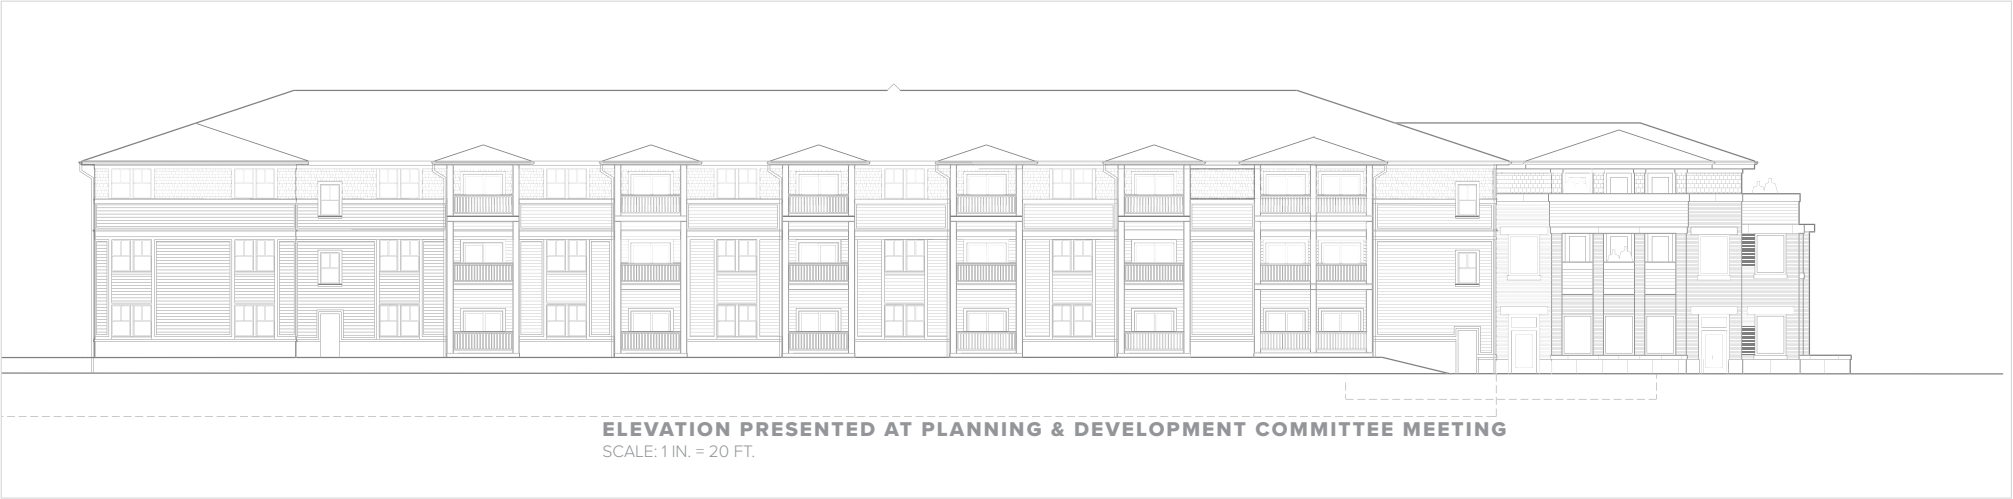 ELEVATION PRESENTED AT PLANNING & DEVELOPMENT COMMITTEE MEETING
SCALE: 1 IN. = 20 FT.